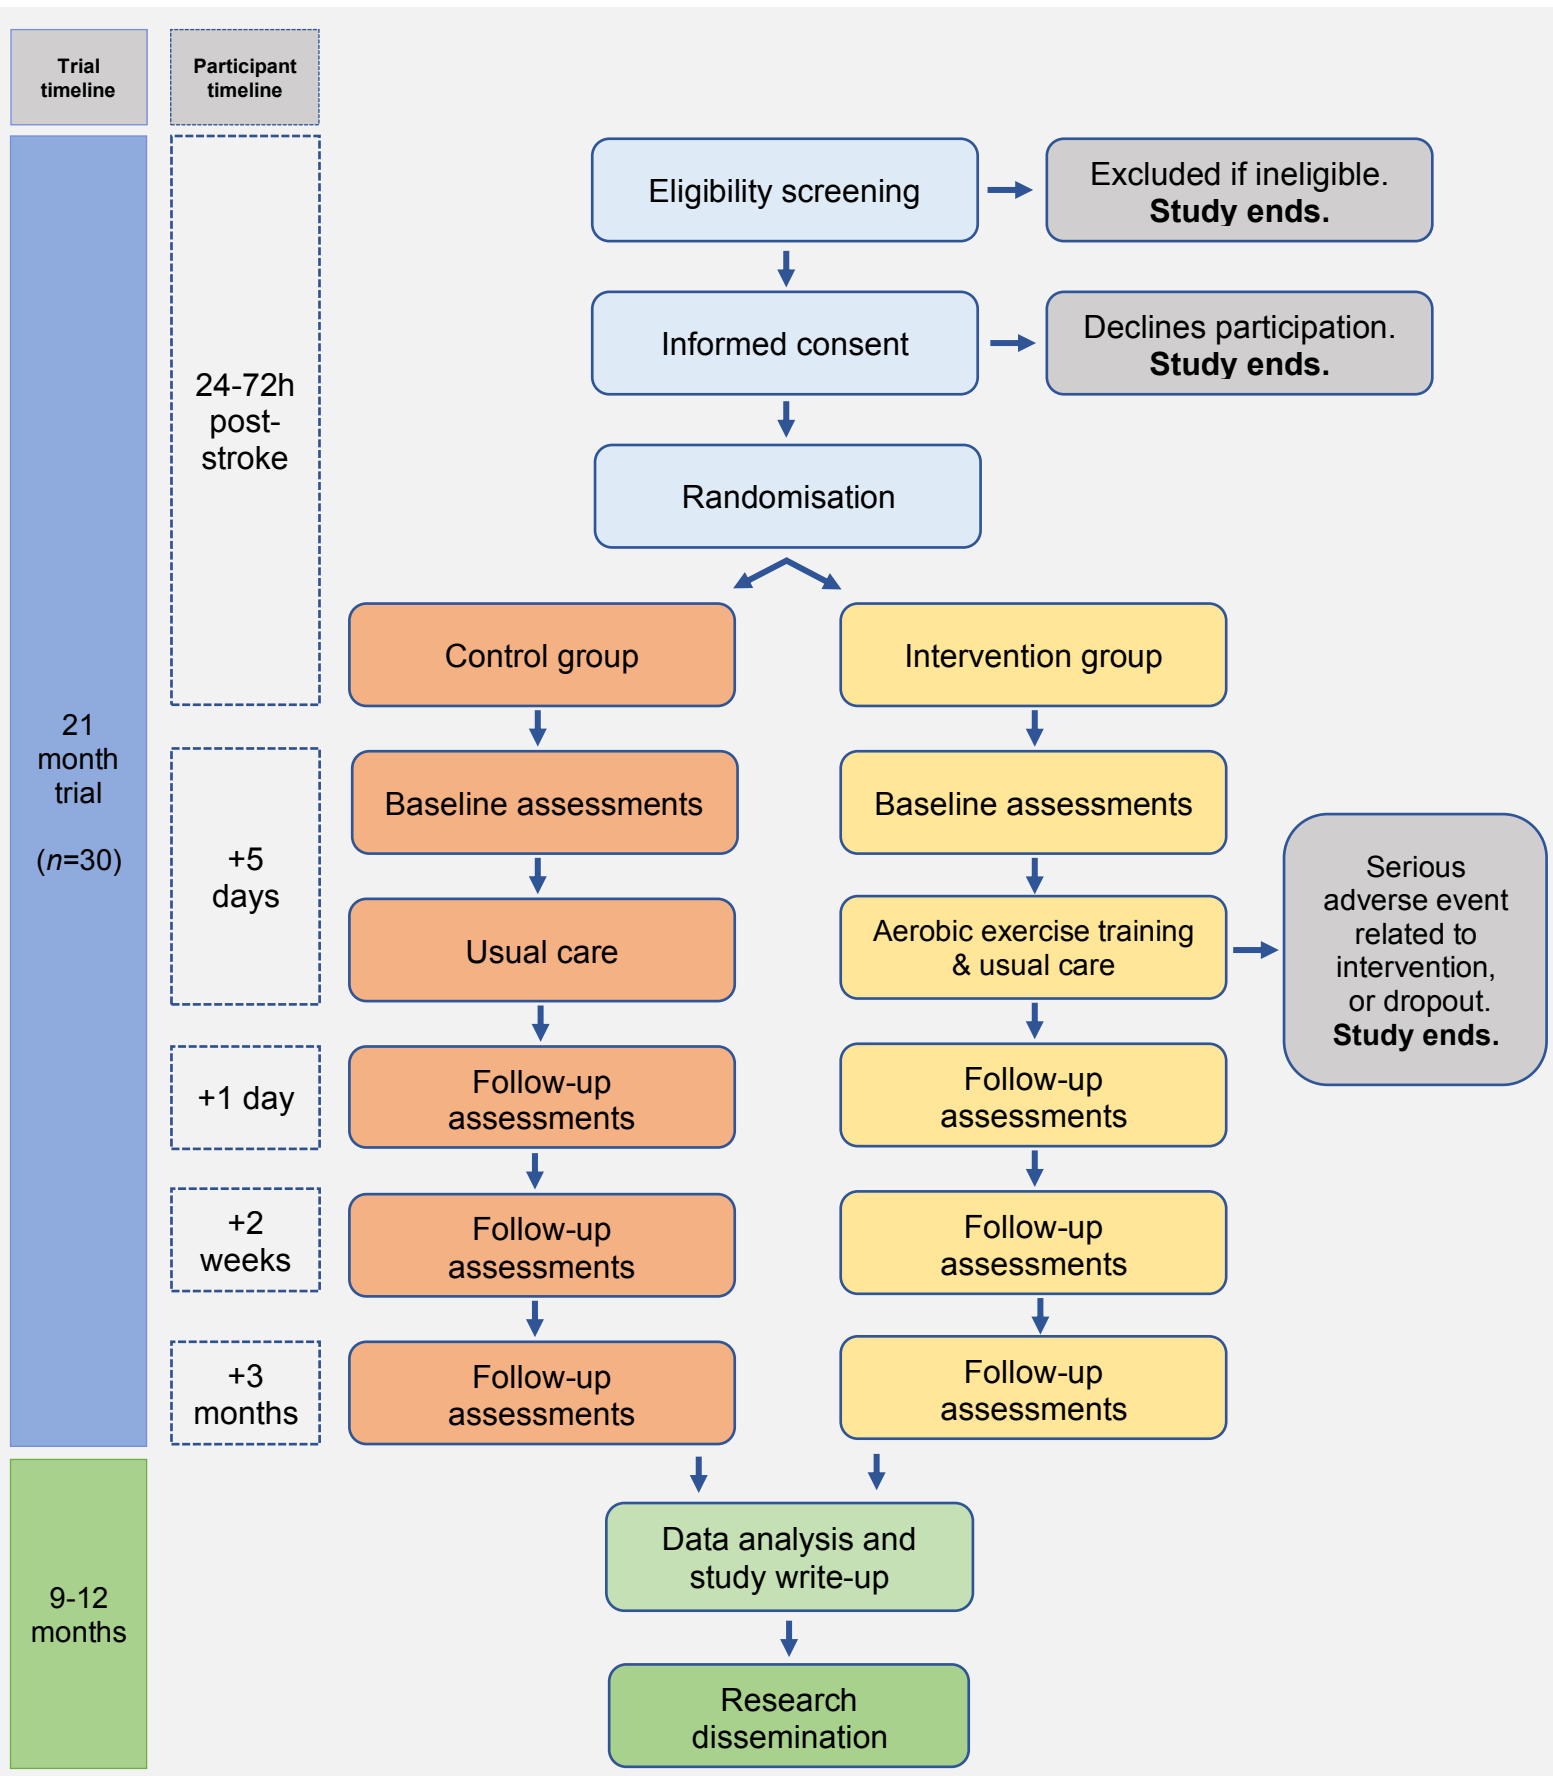 Trial
timeline
Participant
timeline
Eligibility screening
Excluded if ineligible.
Study ends.
Informed consent
Declines participation.
Study ends.
24-72h
post-
stroke
Randomisation
Control group
Intervention group
21
month
trial
(n=30)
+5
days
Baseline assessments
Baseline assessments
Usual care
Aerobic exercise training
& usual care
Serious
adverse event
related to
intervention,
or dropout.
Study ends.
+1 day
Follow-up
assessments
Follow-up
assessments
+2
weeks
Follow-up
assessments
Follow-up
assessments
+3
months
Follow-up
assessments
Follow-up
assessments
9-12
months
Data analysis and
study write-up
Research
dissemination